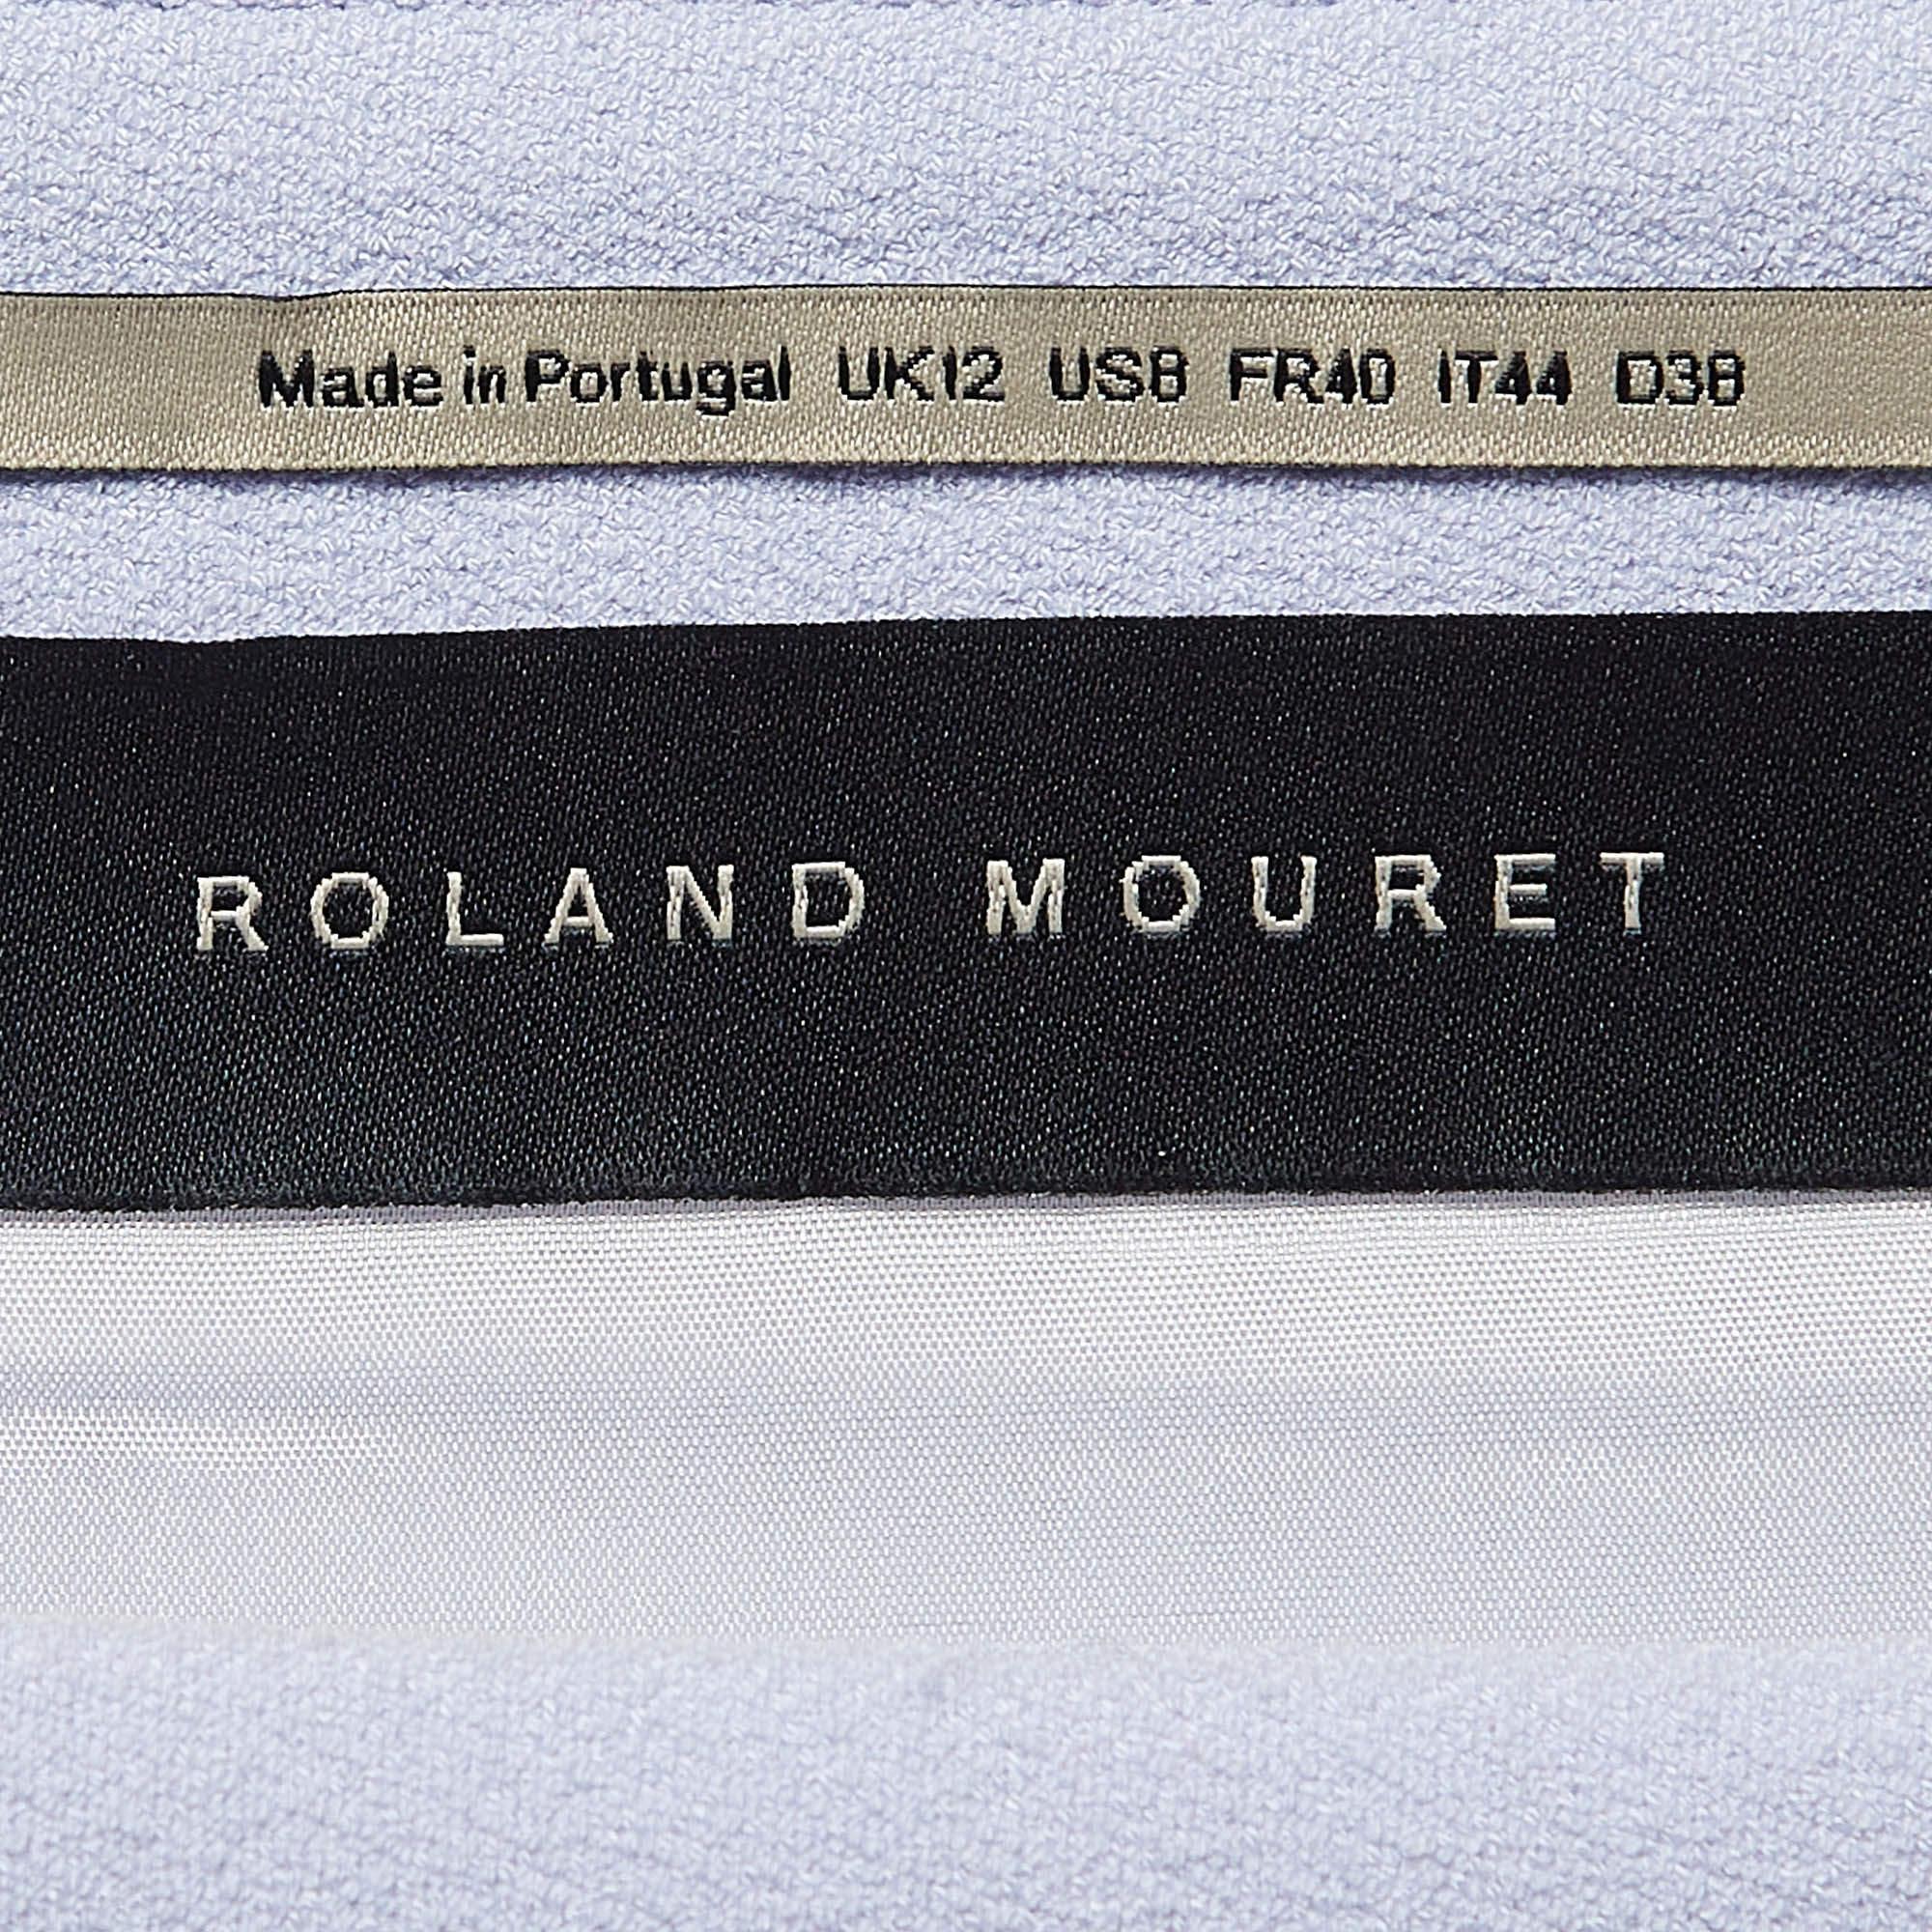 Made in Portugal UK12 US8 FR40 IT44 D38
ROLAND MOURET